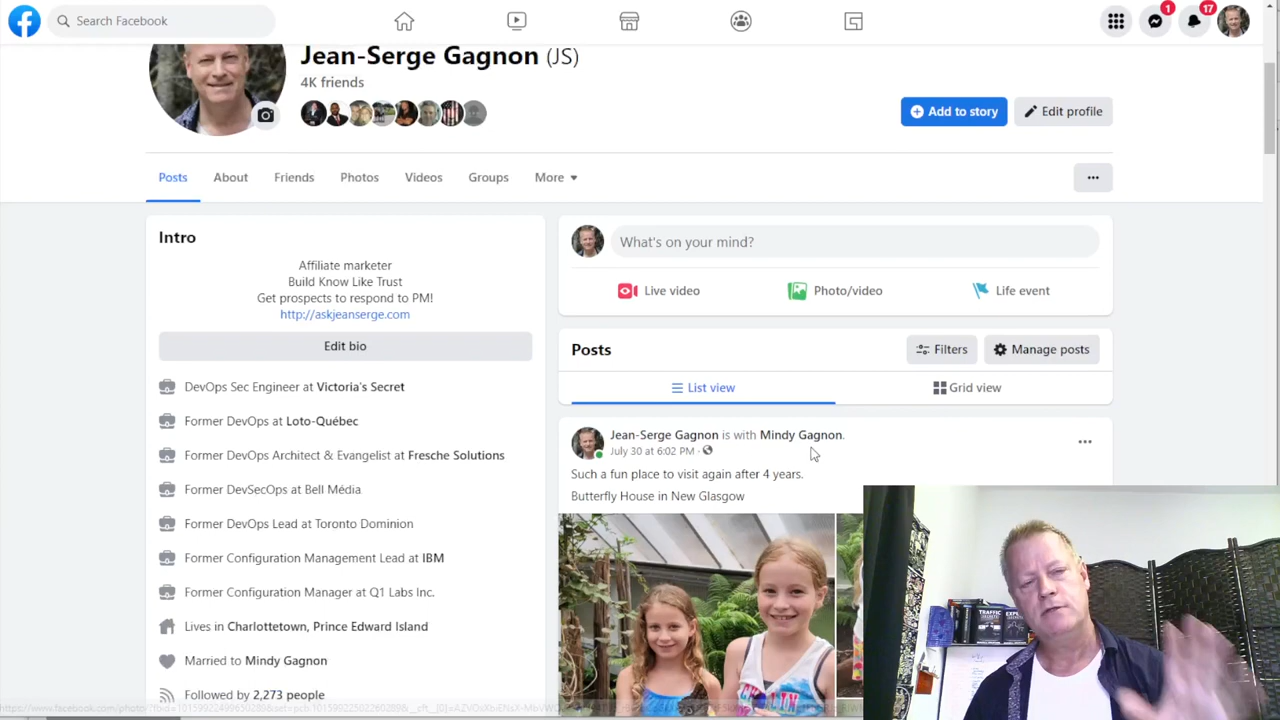 Search Facebook
1
17
Jean-Serge Gagnon (JS)
4K friends
Add to story
Edit profile
Posts About Friends Photos Videos Groups More
Intro
Affiliate marketer
Build Know Like Trust
Get prospects to respond to PM!
http://askjeanserge.com
Edit bio
DevOps Sec Engineer at Victoria's Secret
Former DevOps at Loto-Québec
Former DevOps Architect & Evangelist at Fresche Solutions
Former DevSecOps at Bell Média
Former DevOps Lead at Toronto Dominion
Former Configuration Management Lead at IBM
Former Configuration Manager at Q1 Labs Inc.
Lives in Charlottetown, Prince Edward Island
Married to Mindy Gagnon
Followed by 2,273 people
What's on your mind?
Live video
Photo/video
Life event
Posts
Filters
Manage posts
List view
Grid view
Jean-Serge Gagnon is with Mindy Gagnon.
July 30 at 6:02 PM ·
Such a fun place to visit again after 4 years.
Butterfly House in New Glasgow
TRAFFIC